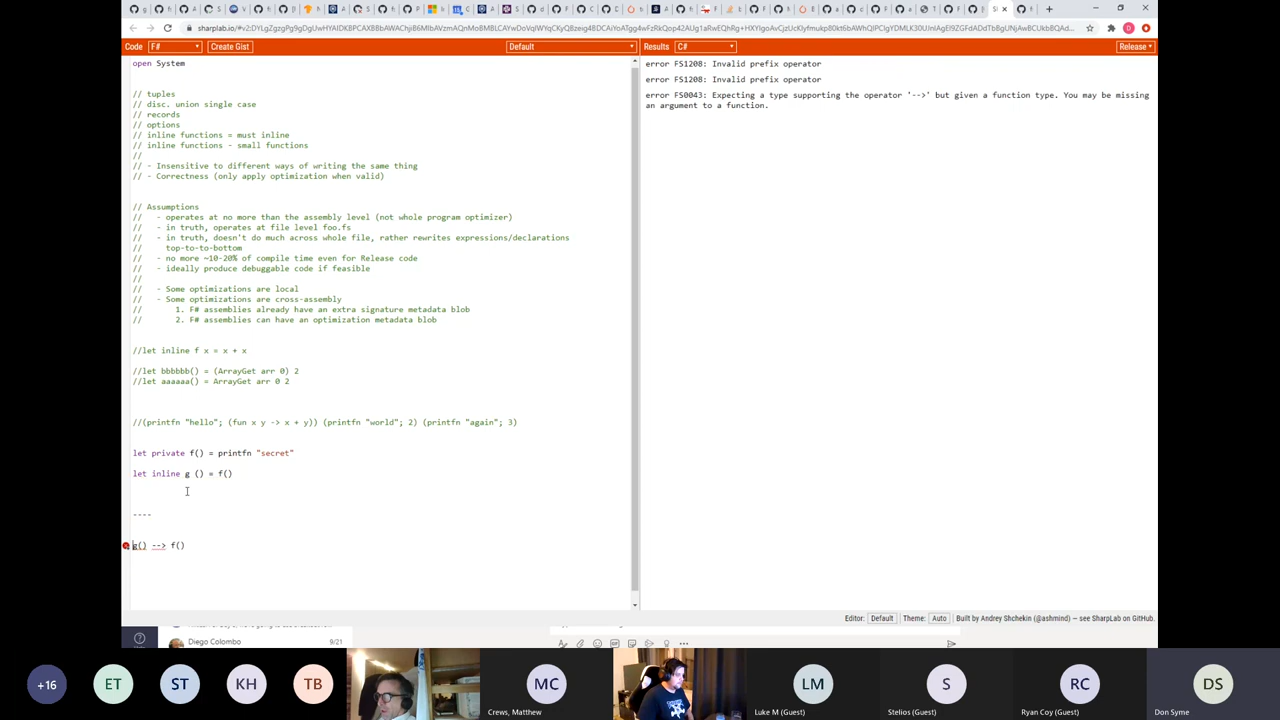 sharplab.io/#v2:DYLgZgzgPg9gDgUwHYAIDKBPCAXBBbAWACh
Code F# Create Gist Default Results C# Release
open System
error FS1208: Invalid prefix operator
error FS1208: Invalid prefix operator
error FS0043: Expecting a type supporting the operator '-->' but given a function type. You may be missing
an argument to a function.
// tuples
// disc. union single case
// records
// options
// inline functions = must inline
// inline functions - small functions
//
// - Insensitive to different ways of writing the same thing
// - Correctness (only apply optimization when valid)
// Assumptions
// - operates at no more than the assembly level (not whole program optimizer)
// - in truth, operates at file level foo.fs
// - in truth, doesn't do much across whole file, rather rewrites expressions/declarations
// top-to-to-bottom
// - no more ~10-20% of compile time even for Release code
// - ideally produce debuggable code if feasible
//
// - Some optimizations are local
// - Some optimizations are cross-assembly
// 1. F# assemblies already have an extra signature metadata blob
// 2. F# assemblies can have an optimization metadata blob
//let inline f x = x + x
//let bbbbbb() = (ArrayGet arr 0) 2
//let aaaaaa() = ArrayGet arr 0 2
//(printfn "hello"; (fun x y -> x + y)) (printfn "world"; 2) (printfn "again"; 3)
let private f() = printfn "secret"
let inline g () = f()
----
g() --> f()
Editor: Default Theme: Auto Built by Andrey Shchekin (@ashmind) — see SharpLab on GitHub.
Diego Colombo 9/21
+16 ET ST KH TB MC LM S RC DS
Crews, Matthew Luke M (Guest) Stelios (Guest) Ryan Coy (Guest) Don Syme